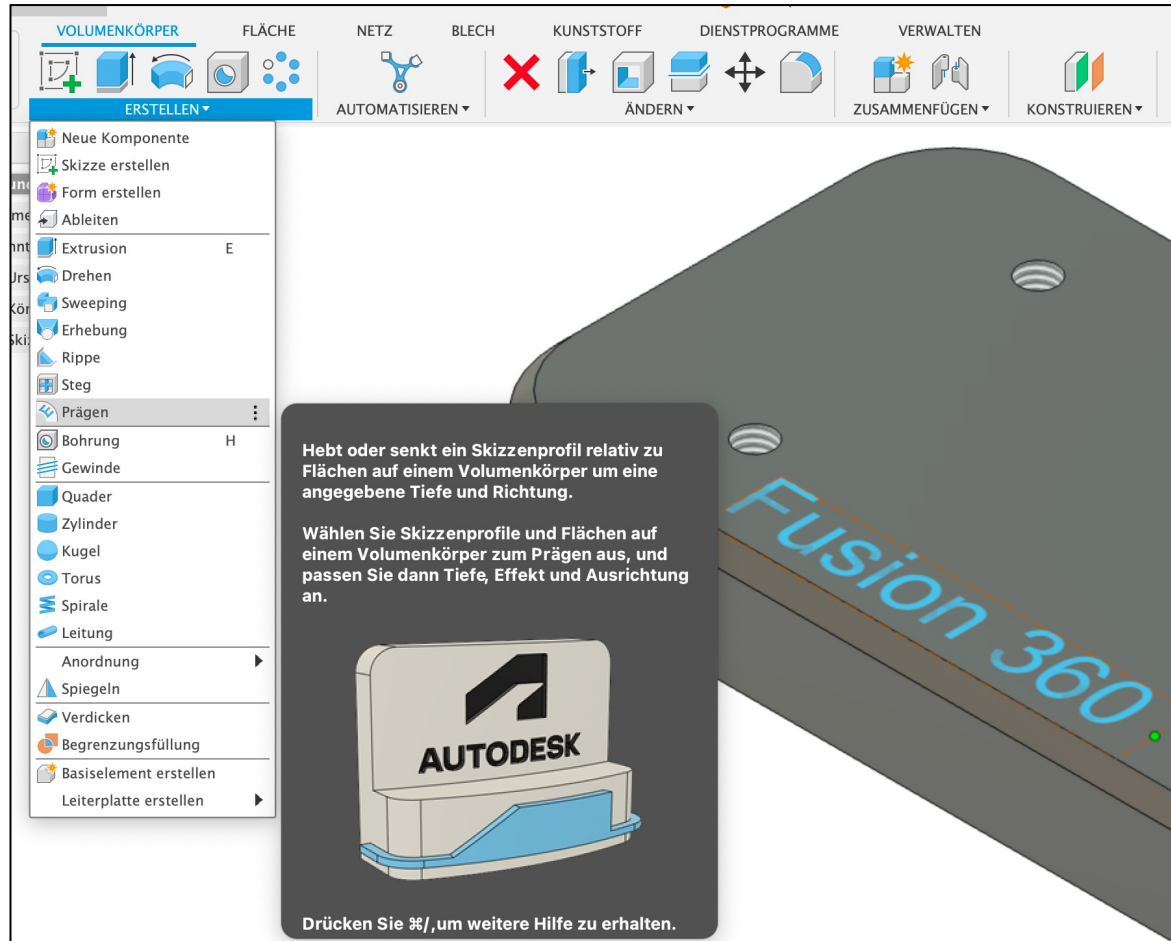 VOLUMENKÖRPER
FLÄCHE
NETZ
BLECH
KUNSTSTOFF
DIENSTPROGRAMME
VERWALTEN
ERSTELLEN
AUTOMATISIEREN
ÄNDERN
ZUSAMMENFÜGEN
KONSTRUIEREN
Neue Komponente
Skizze erstellen
Form erstellen
Ableiten
Extrusion E
Drehen
Sweeping
Erhebung
Rippe
Steg
Prägen
Bohrung H
Gewinde
Quader
Zylinder
Kugel
Torus
Spirale
Leitung
Anordnung
Spiegeln
Verdicken
Begrenzungsfüllung
Basiselement erstellen
Leiterplatte erstellen
Hebt oder senkt ein Skizzenprofil relativ zu
Flächen auf einem Volumenkörper um eine
angegebene Tiefe und Richtung.
Wählen Sie Skizzenprofile und Flächen auf
einem Volumenkörper zum Prägen aus, und
passen Sie dann Tiefe, Effekt und Ausrichtung
an.
AUTODESK
Drücken Sie ⌘/,um weitere Hilfe zu erhalten.
Fusion 360